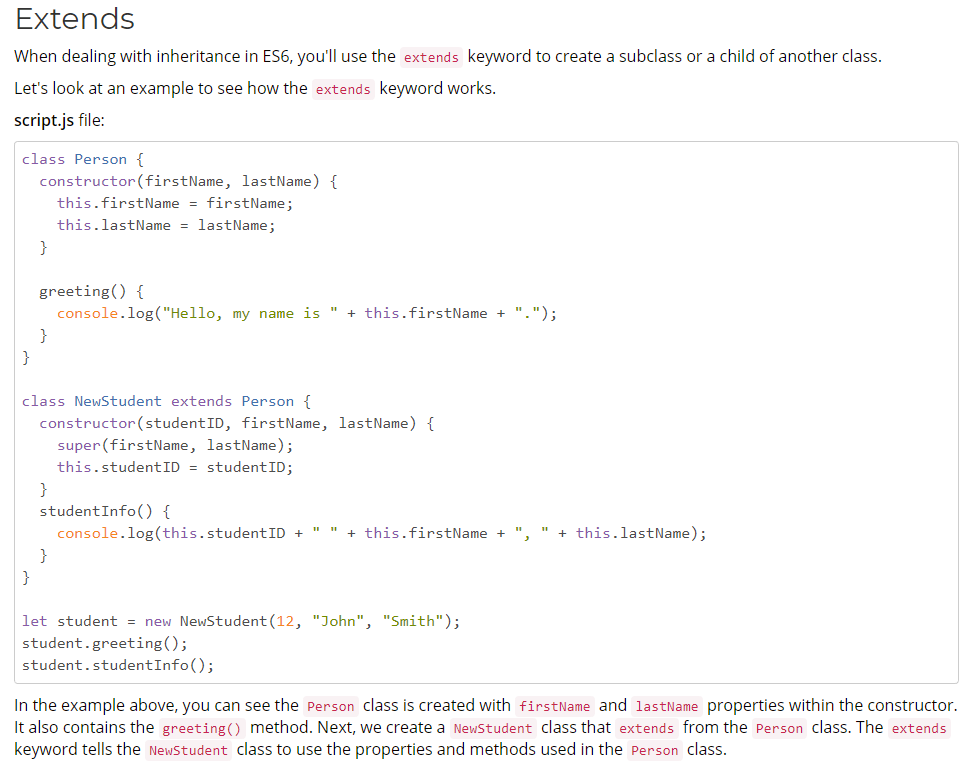 Extends
When dealing with inheritance in ES6, you'll use the extends keyword to create a subclass or a child of another class.
Let's look at an example to see how the extends keyword works.
script.js file:
class Person {
  constructor(firstName, lastName) {
    this.firstName = firstName;
    this.lastName = lastName;
  }
  greeting() {
    console.log("Hello, my name is " + this.firstName + ".");
  }
}
class NewStudent extends Person {
  constructor(studentID, firstName, lastName) {
    super(firstName, lastName);
    this.studentID = studentID;
  }
  studentInfo() {
    console.log(this.studentID + " " + this.firstName + ", " + this.lastName);
  }
}
let student = new NewStudent(12, "John", "Smith");
student.greeting();
student.studentInfo();
In the example above, you can see the Person class is created with firstName and lastName properties within the constructor.
It also contains the greeting() method. Next, we create a NewStudent class that extends from the Person class. The extends
keyword tells the NewStudent class to use the properties and methods used in the Person class.